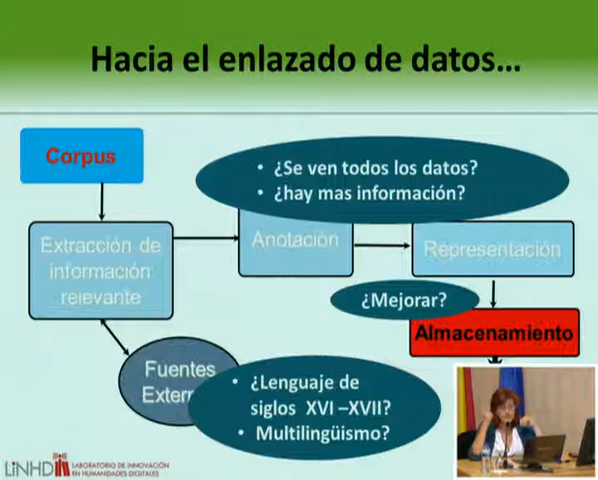 Hacia el enlazado de datos...
Corpus
• ¿Se ven todos los datos?
• ¿hay mas información?
Extracción de
información
relevante
Anotación
Representación
¿Mejorar?
Almacenamiento
Fuentes
Extern
• ¿Lenguaje de
siglos XVI –XVII?
• Multilingüismo?
LINHD
LABORATORIO DE INNOVACIÓN
EN HUMANIDADES DIGITALES